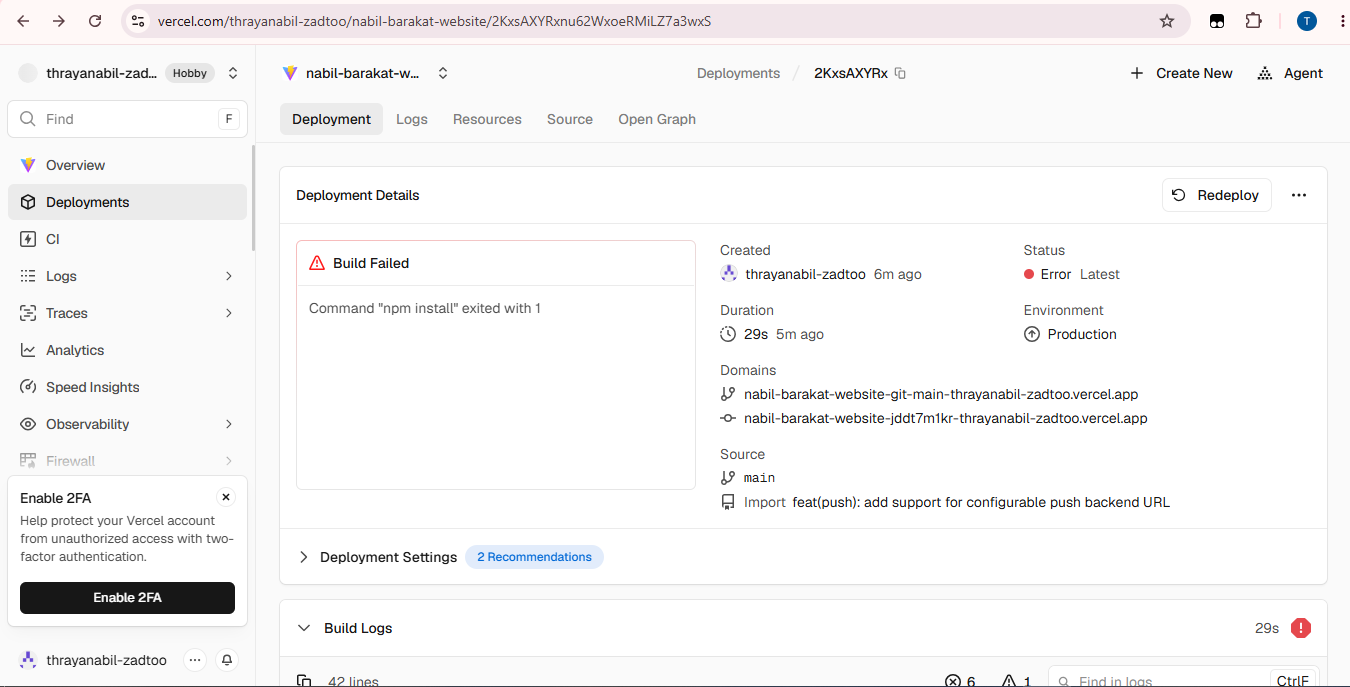 vercel.com/thrayanabil-zadtoo/nabil-barakat-website/2KxsAXYRxnu62WxoeRMiLZ7a3wxS
T
thrayanabil-zad... Hobby
nabil-barakat-w...
Deployments / 2KxsAXYRx
Create New
Agent
Find F
Deployment Logs Resources Source Open Graph
Overview
Deployments
CI
Logs
Traces
Analytics
Speed Insights
Observability
Firewall
Enable 2FA
Help protect your Vercel account
from unauthorized access with two-
factor authentication.
Enable 2FA
thrayanabil-zadtoo
Deployment Details
Redeploy
Build Failed
Command "npm install" exited with 1
Created
thrayanabil-zadtoo 6m ago
Status
Error Latest
Duration
29s 5m ago
Environment
Production
Domains
nabil-barakat-website-git-main-thrayanabil-zadtoo.vercel.app
nabil-barakat-website-jddt7m1kr-thrayanabil-zadtoo.vercel.app
Source
main
Import feat(push): add support for configurable push backend URL
Deployment Settings 2 Recommendations
Build Logs
29s
42 lines
6 1 Find in logs CtrlF